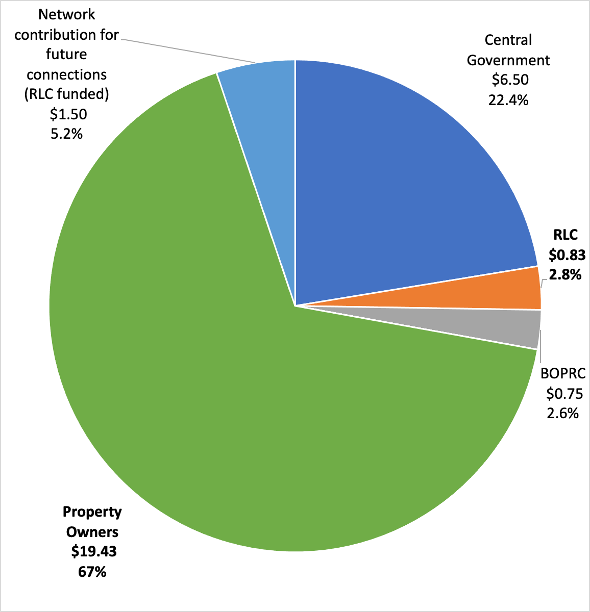 Network
contribution for
future
connections
(RLC funded)
$1.50
5.2%
Central
Government
$6.50
22.4%
RLC
$0.83
2.8%
BOPRC
$0.75
2.6%
Property
Owners
$19.43
67%